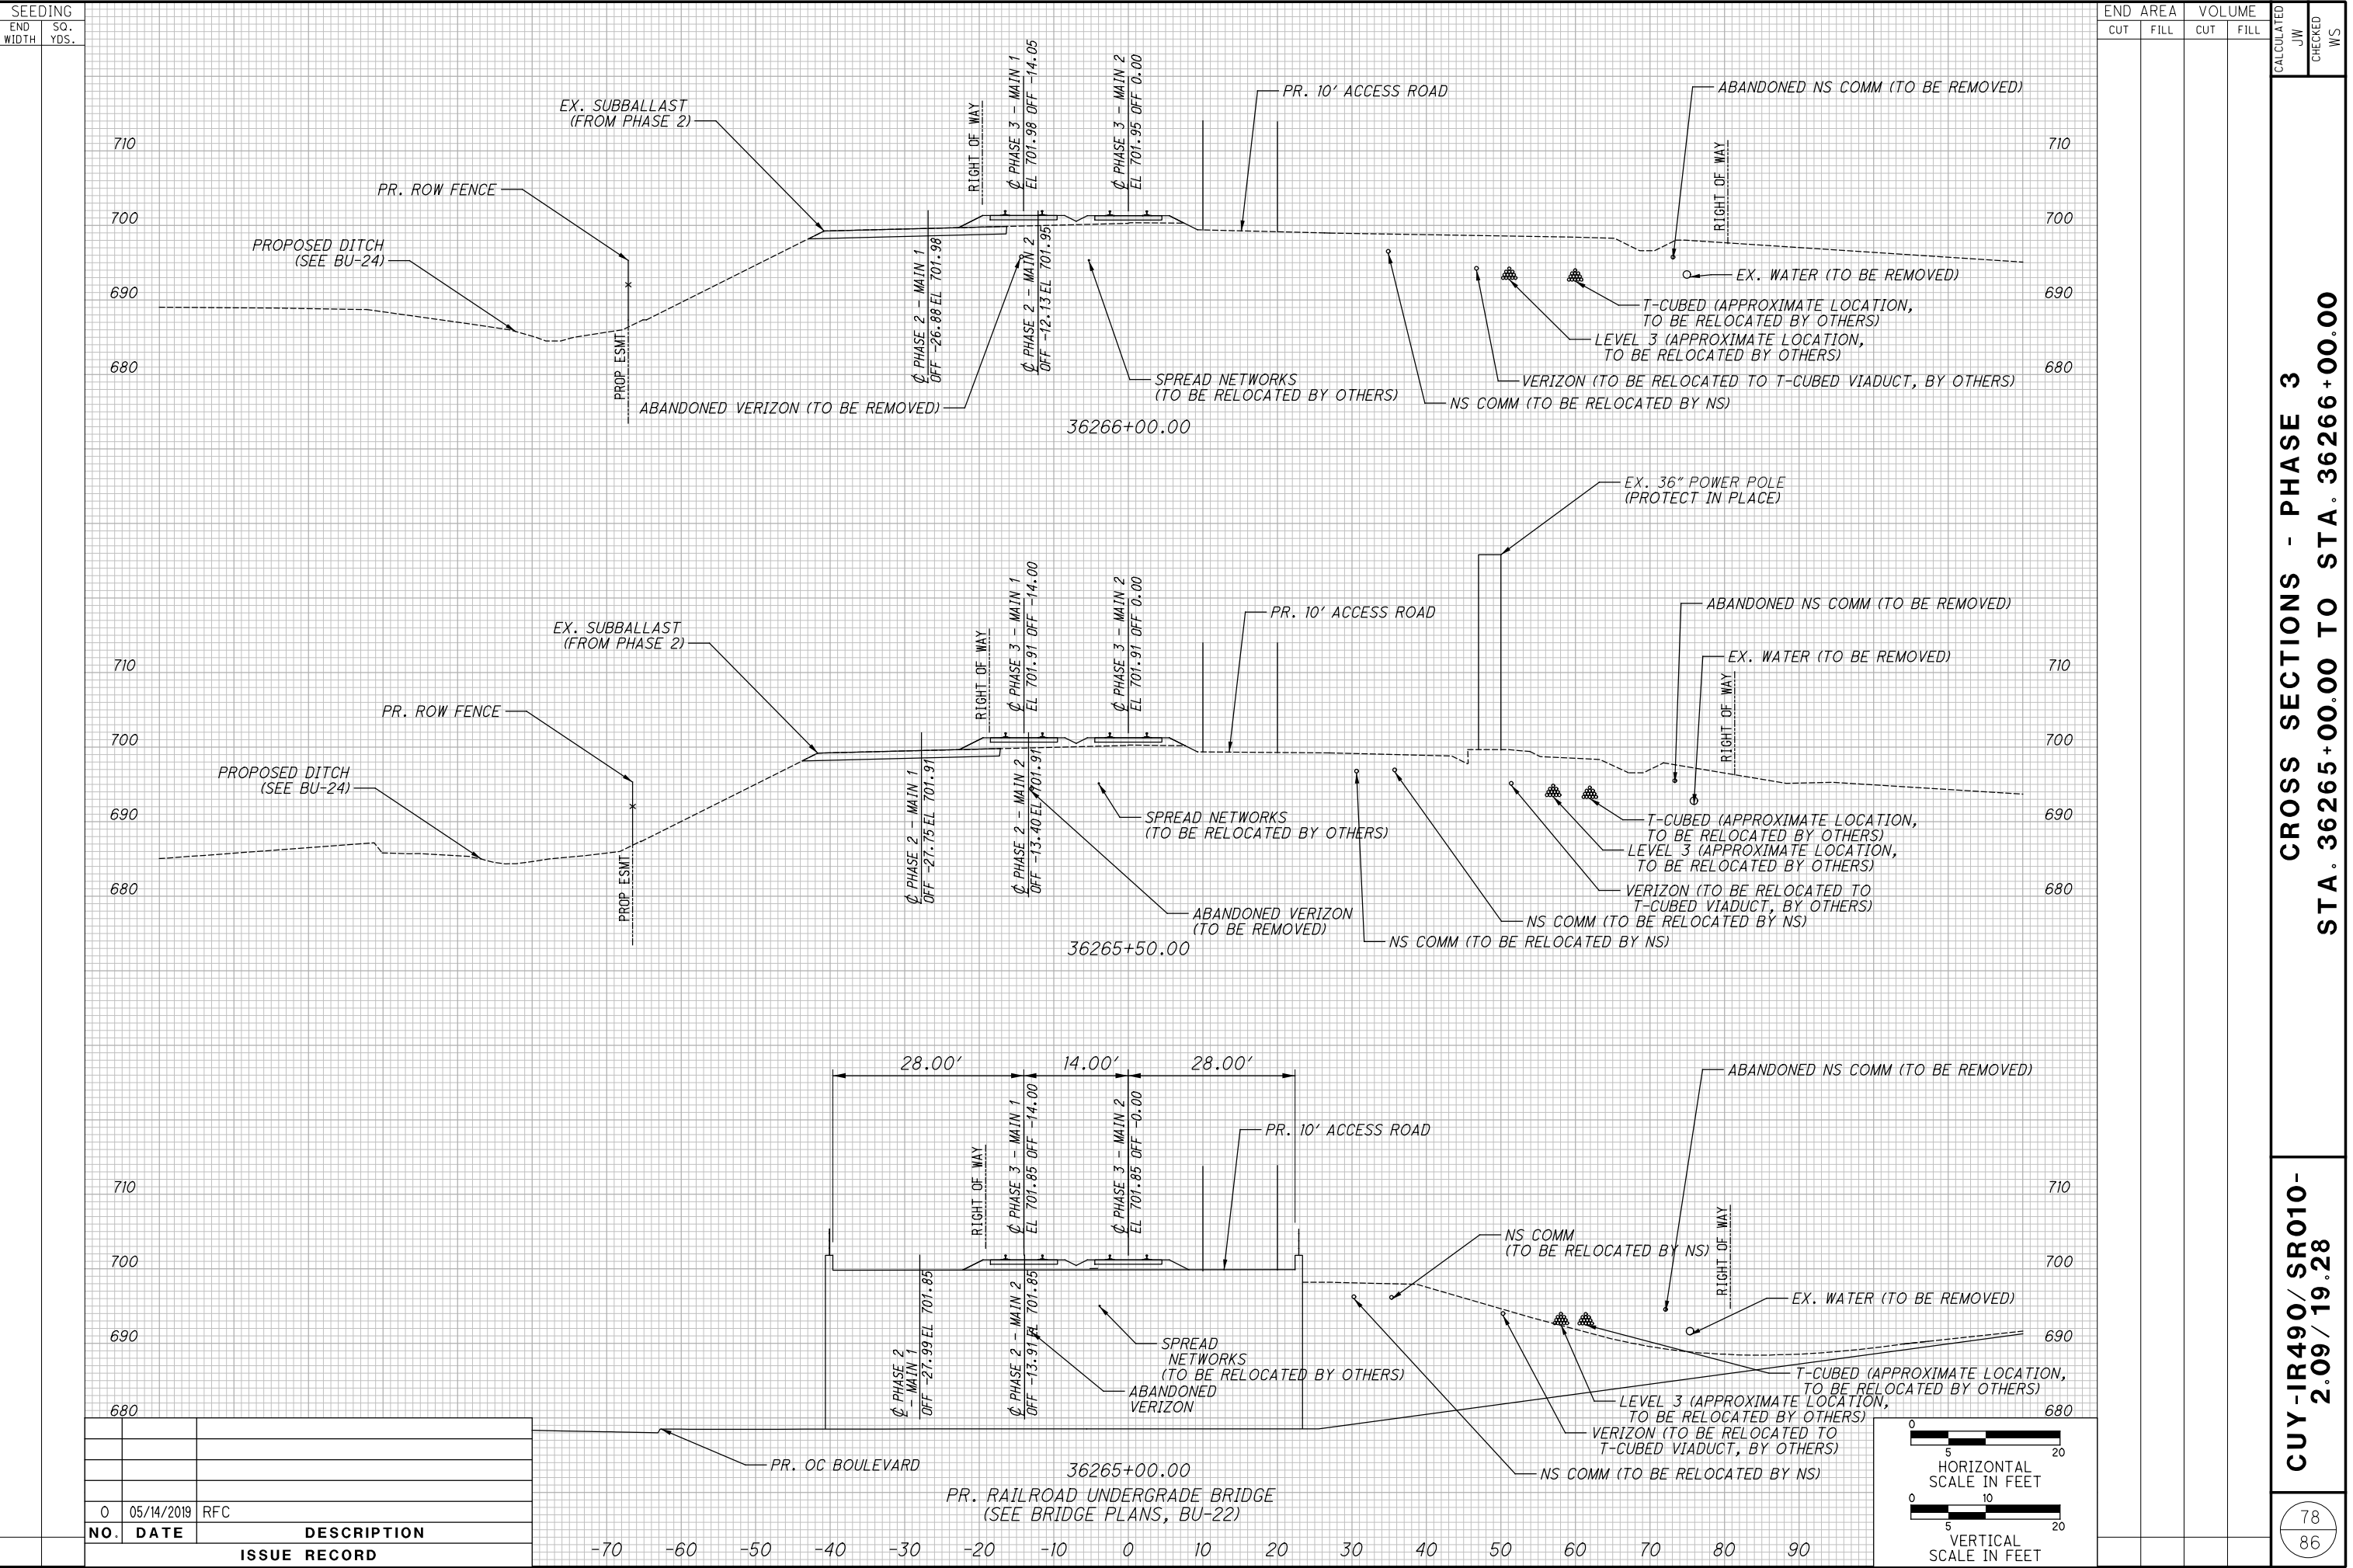 SEEDING
END WIDTH
SQ. YDS.
END AREA
VOLUME
CUT
FILL
CUT
FILL
CALCULATED
JW
CHECKED
WS
CROSS SECTIONS - PHASE 3
STA. 36265+00.00 TO STA. 36266+00.00
CUY-IR490/SR010-
2.09/19.28
78
86
710
700
690
680
710
700
690
680
EX. SUBBALLAST
(FROM PHASE 2)
PR. ROW FENCE
PROPOSED DITCH
(SEE BU-24)
PROP ESMT
RIGHT OF WAY
℄ PHASE 3 - MAIN 1
EL 701.98 OFF -14.05
℄ PHASE 3 - MAIN 2
EL 701.95 OFF 0.00
PR. 10' ACCESS ROAD
ABANDONED NS COMM (TO BE REMOVED)
RIGHT OF WAY
℄ PHASE 2 - MAIN 1
OFF -26.88 EL 701.98
℄ PHASE 2 - MAIN 2
OFF -12.13 EL 701.95
EX. WATER (TO BE REMOVED)
T-CUBED (APPROXIMATE LOCATION,
TO BE RELOCATED BY OTHERS)
LEVEL 3 (APPROXIMATE LOCATION,
TO BE RELOCATED BY OTHERS)
VERIZON (TO BE RELOCATED TO T-CUBED VIADUCT, BY OTHERS)
NS COMM (TO BE RELOCATED BY NS)
SPREAD NETWORKS
(TO BE RELOCATED BY OTHERS)
ABANDONED VERIZON (TO BE REMOVED)
36266+00.00
EX. 36" POWER POLE
(PROTECT IN PLACE)
710
700
690
680
710
700
690
680
EX. SUBBALLAST
(FROM PHASE 2)
PR. ROW FENCE
PROPOSED DITCH
(SEE BU-24)
PROP ESMT
RIGHT OF WAY
℄ PHASE 3 - MAIN 1
EL 701.91 OFF -14.00
℄ PHASE 3 - MAIN 2
EL 701.91 OFF 0.00
PR. 10' ACCESS ROAD
ABANDONED NS COMM (TO BE REMOVED)
EX. WATER (TO BE REMOVED)
RIGHT OF WAY
℄ PHASE 2 - MAIN 1
OFF -27.75 EL 701.91
℄ PHASE 2 - MAIN 2
OFF -13.40 EL 701.91
SPREAD NETWORKS
(TO BE RELOCATED BY OTHERS)
T-CUBED (APPROXIMATE LOCATION,
TO BE RELOCATED BY OTHERS)
LEVEL 3 (APPROXIMATE LOCATION,
TO BE RELOCATED BY OTHERS)
VERIZON (TO BE RELOCATED TO
T-CUBED VIADUCT, BY OTHERS)
NS COMM (TO BE RELOCATED BY NS)
NS COMM (TO BE RELOCATED BY NS)
ABANDONED VERIZON
(TO BE REMOVED)
36265+50.00
28.00'
14.00'
28.00'
710
700
690
680
710
700
690
680
RIGHT OF WAY
℄ PHASE 3 - MAIN 1
EL 701.85 OFF -14.00
℄ PHASE 3 - MAIN 2
EL 701.85 OFF -0.00
PR. 10' ACCESS ROAD
ABANDONED NS COMM (TO BE REMOVED)
NS COMM
(TO BE RELOCATED BY NS)
RIGHT OF WAY
EX. WATER (TO BE REMOVED)
℄ PHASE 2
- MAIN 1
OFF -27.99 EL 701.85
℄ PHASE 2 - MAIN 2
OFF -13.91 EL 701.85
SPREAD
NETWORKS
(TO BE RELOCATED BY OTHERS)
ABANDONED
VERIZON
T-CUBED (APPROXIMATE LOCATION,
TO BE RELOCATED BY OTHERS)
LEVEL 3 (APPROXIMATE LOCATION,
TO BE RELOCATED BY OTHERS)
VERIZON (TO BE RELOCATED TO
T-CUBED VIADUCT, BY OTHERS)
NS COMM (TO BE RELOCATED BY NS)
PR. OC BOULEVARD
36265+00.00
PR. RAILROAD UNDERGRADE BRIDGE
(SEE BRIDGE PLANS, BU-22)
-70 -60 -50 -40 -30 -20 -10 0 10 20 30 40 50 60 70 80 90
0 05/14/2019 RFC
NO. DATE DESCRIPTION
ISSUE RECORD
0
5 20
HORIZONTAL
SCALE IN FEET
0 10
5 20
VERTICAL
SCALE IN FEET